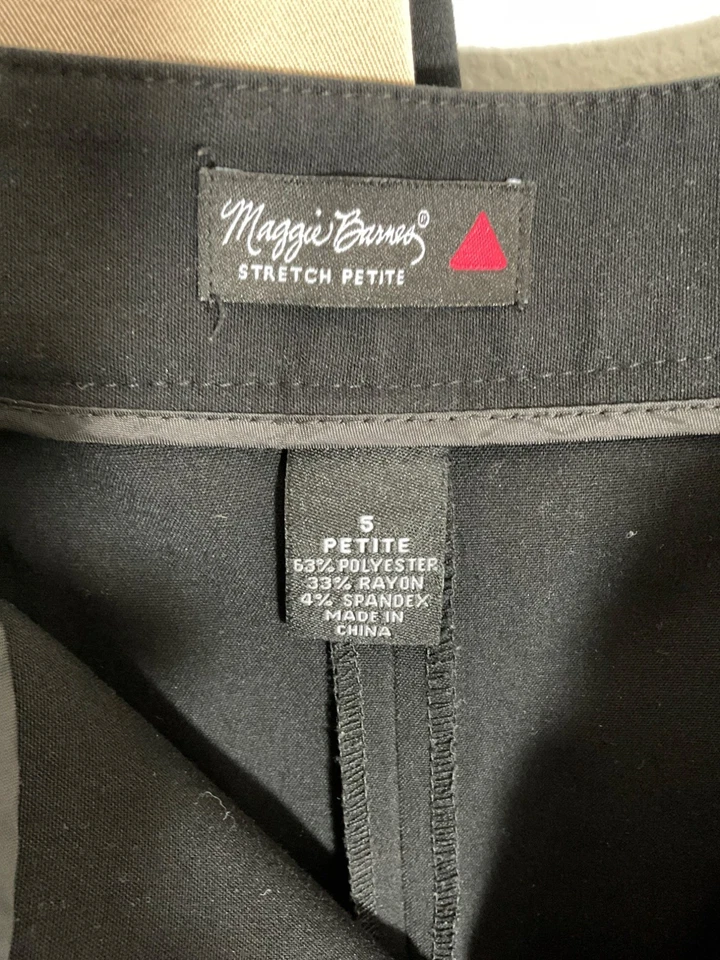 Maggie Barnes®
STRETCH PETITE
5
PETITE
63% POLYESTER
33% RAYON
4% SPANDEX
MADE IN
CHINA